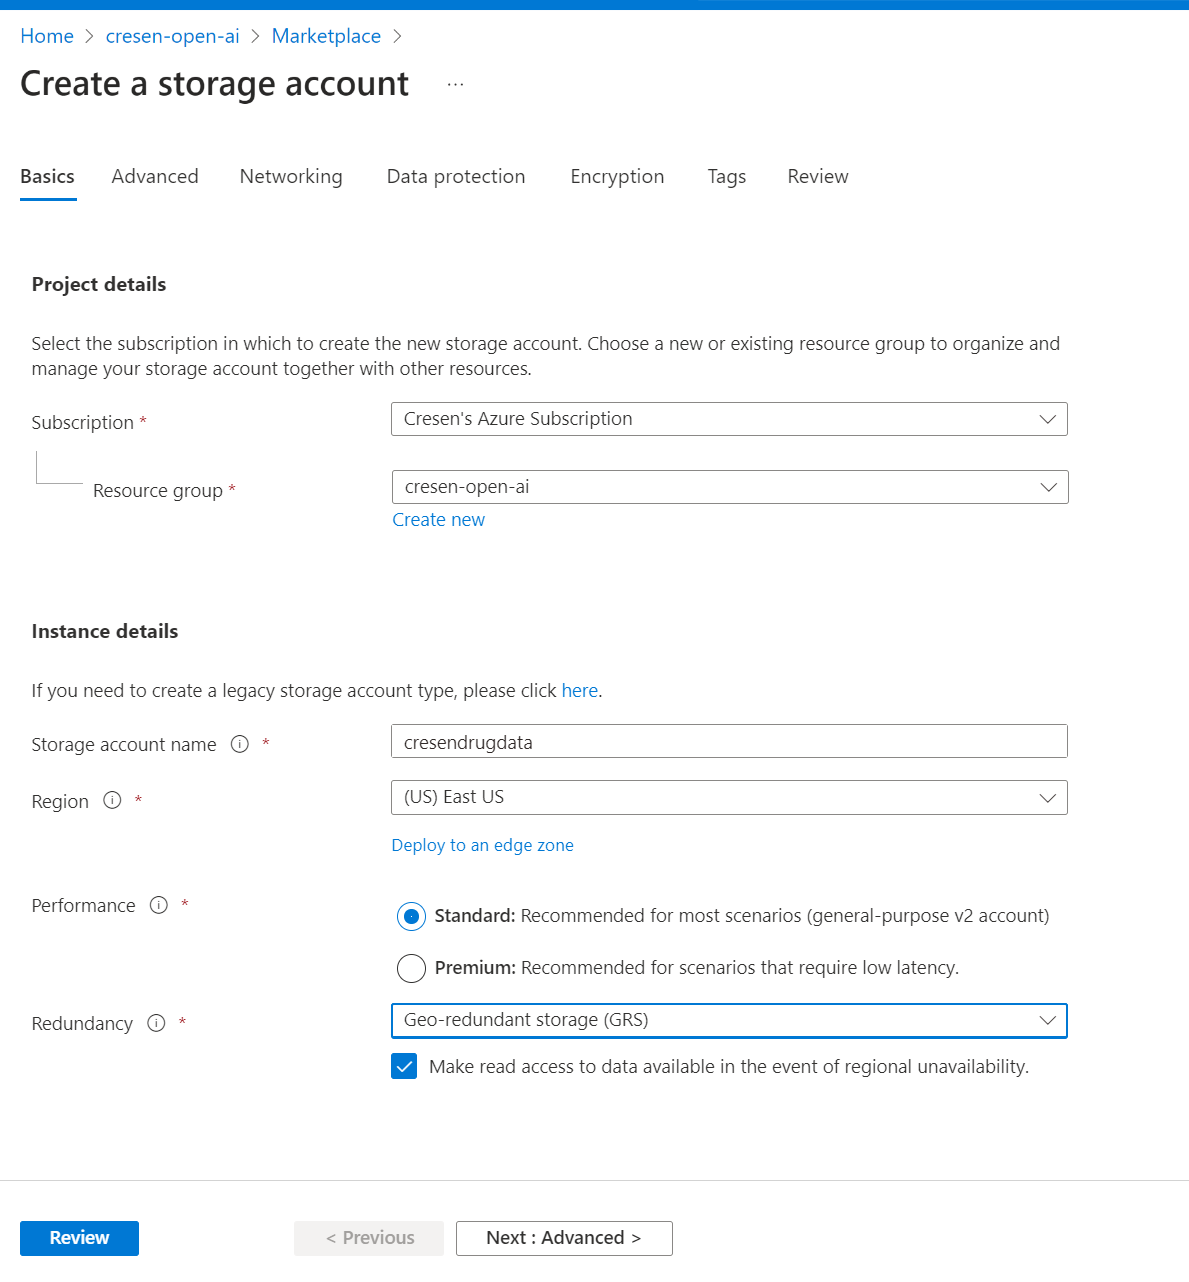 Home > cresen-open-ai > Marketplace >
Create a storage account ...
Basics Advanced Networking Data protection Encryption Tags Review
Project details
Select the subscription in which to create the new storage account. Choose a new or existing resource group to organize and
manage your storage account together with other resources.
Subscription * Cresen's Azure Subscription
Resource group * cresen-open-ai
Create new
Instance details
If you need to create a legacy storage account type, please click here.
Storage account name * cresendrugdata
Region * (US) East US
Deploy to an edge zone
Performance * Standard: Recommended for most scenarios (general-purpose v2 account)
Premium: Recommended for scenarios that require low latency.
Redundancy * Geo-redundant storage (GRS)
Make read access to data available in the event of regional unavailability.
Review < Previous Next : Advanced >